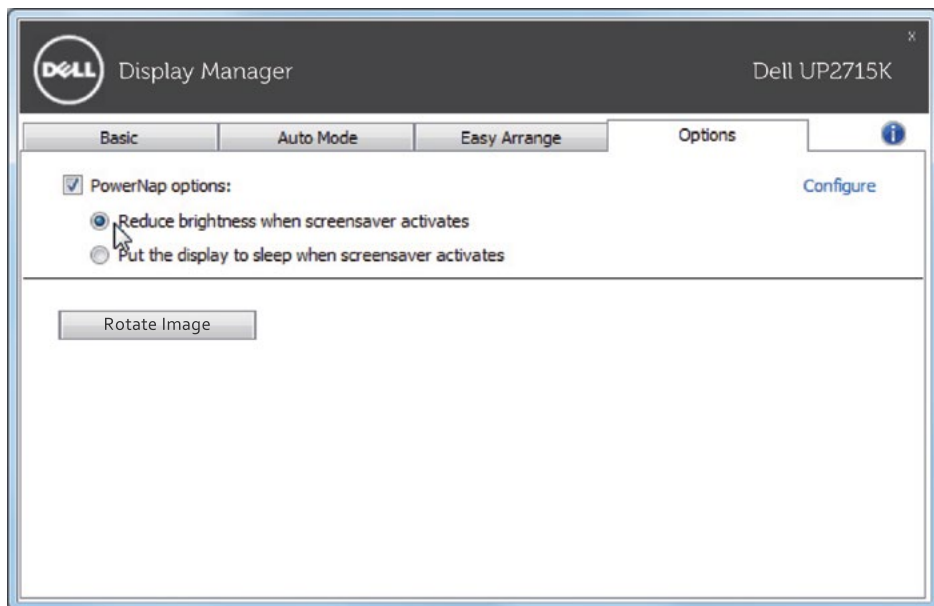 x
DELL Display Manager Dell UP2715K
Basic Auto Mode Easy Arrange Options i
PowerNap options: Configure
Reduce brightness when screensaver activates
Put the display to sleep when screensaver activates
Rotate Image